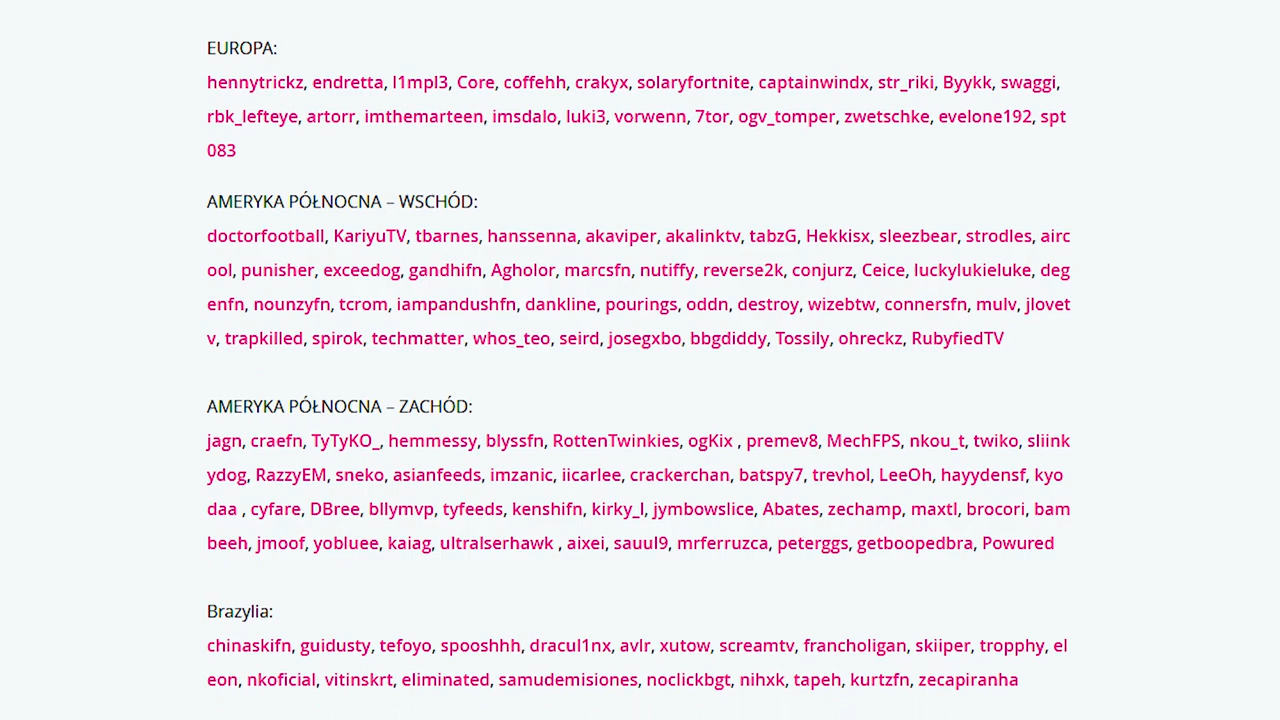 EUROPA:
hennytrickz, endretta, l1mpl3, Core, coffehh, crakyx, solaryfortnite, captainwindx, str_riki, Byykk, swaggi,
rbk_lefteye, artorr, imthemarteen, imsdalo, luki3, vorwenn, 7tor, ogv_tomper, zwetschke, evelone192, spt
083
AMERYKA PÓŁNOCNA – WSCHÓD:
doctorfootball, KariyuTV, tbarnes, hanssenna, akaviper, akalinktv, tabzG, Hekkisx, sleezbear, strodles, airc
ool, punisher, exceedog, gandhifn, Agholor, marcsfn, nutiffy, reverse2k, conjurz, Ceice, luckylukieluke, deg
enfn, nounzyfn, tcrom, iampandushfn, dankline, pourings, oddn, destroy, wizebtw, connersfn, mulv, jlovet
v, trapkilled, spirok, techmatter, whos_teo, seird, josegxbo, bbgdiddy, Tossily, ohreckz, RubyfiedTV
AMERYKA PÓŁNOCNA – ZACHÓD:
jagn, craefn, TyTyKO_, hemmessy, blyssfn, RottenTwinkies, ogKix , premev8, MechFPS, nkou_t, twiko, sliink
ydog, RazzyEM, sneko, asianfeeds, imzanic, iicarlee, crackerchan, batspy7, trevhol, LeeOh, hayydensf, kyo
daa , cyfare, DBree, bllymvp, tyfeeds, kenshifn, kirky_l, jymbowslice, Abates, zechamp, maxtl, brocori, bam
beeh, jmoof, yobluee, kaiag, ultralserhawk , aixei, sauul9, mrferruzca, peterggs, getboopedbra, Powured
Brazylia:
chinaskifn, guidusty, tefoyo, spooshhh, dracul1nx, avlr, xutow, screamtv, francholigan, skiiper, tropphy, el
eon, nkoficial, vitinskrt, eliminated, samudemisiones, noclickbgt, nihxk, tapeh, kurtzfn, zecapiranha